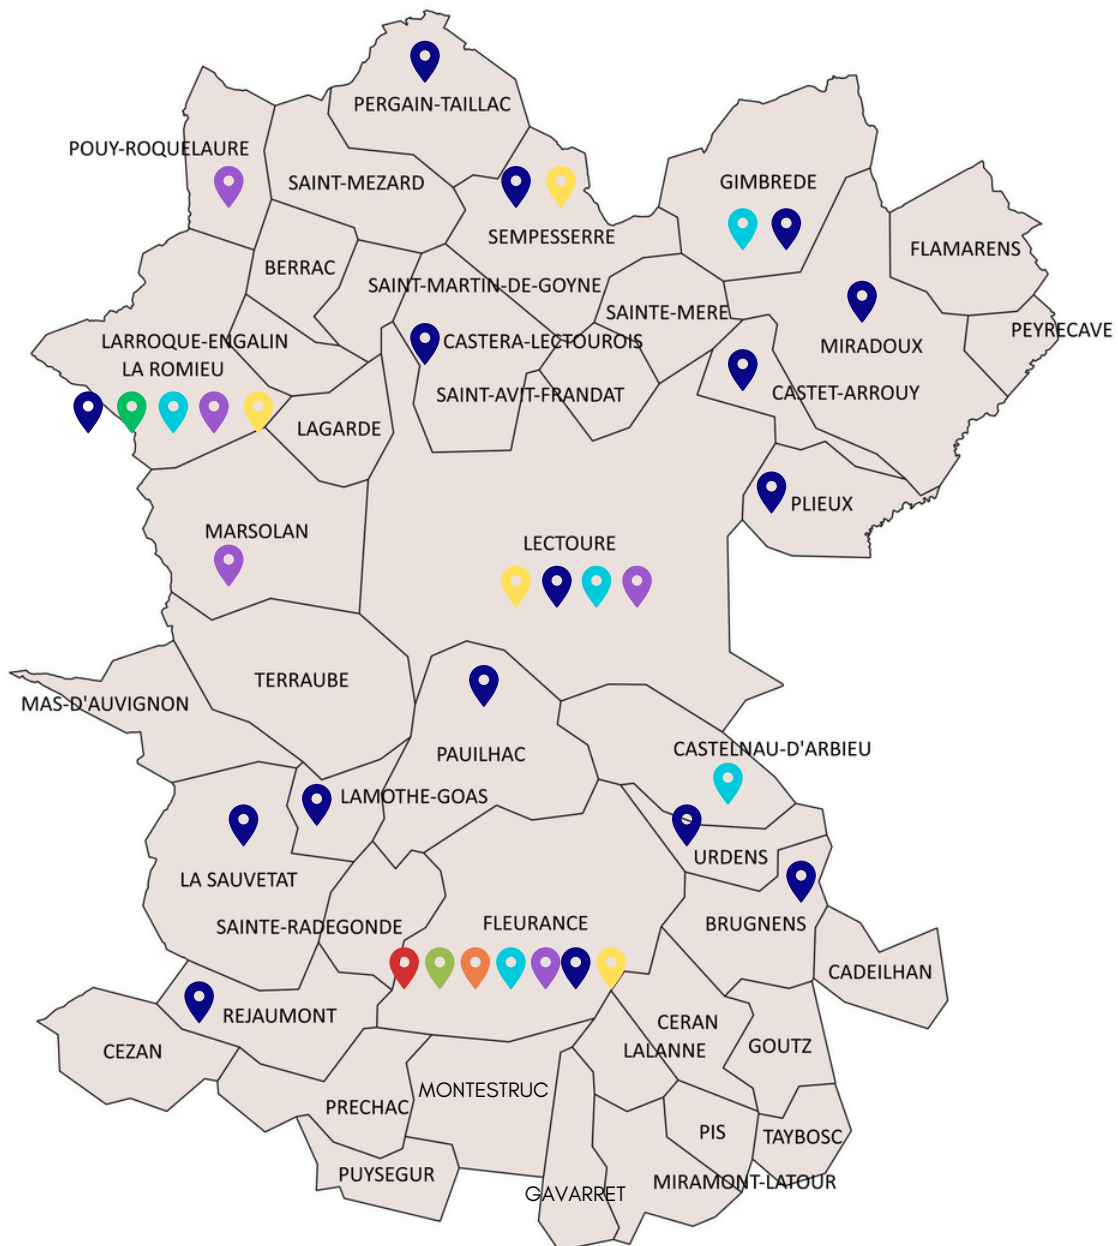 PERGAIN-TAILLAC
POUY-ROQUELAURE
SAINT-MEZARD
GIMBREDE
SEMPESSERRE
FLAMARENS
BERRAC
SAINT-MARTIN-DE-GOYNE
SAINTE-MERE
PEYRECAVE
LARROQUE-ENGALIN
CASTERA-LECTOUROIS
MIRADOUX
LA ROMIEU
SAINT-AVIT-FRANDAT
CASTET-ARROUY
LAGARDE
PLIEUX
MARSOLAN
LECTOURE
TERRAUBE
MAS-D'AUVIGNON
CASTELNAU-D'ARBIEU
PAUILHAC
LAMOTHE-GOAS
URDENS
LA SAUVETAT
SAINTE-RADEGONDE
FLEURANCE
BRUGNENS
CADEILHAN
REJAUMONT
CERAN
LALANNE
GOUTZ
CEZAN
MONTESTRUC
PRECHAC
PIS
TAYBOSC
PUYSEGUR
MIRAMONT-LATOUR
GAVARRET